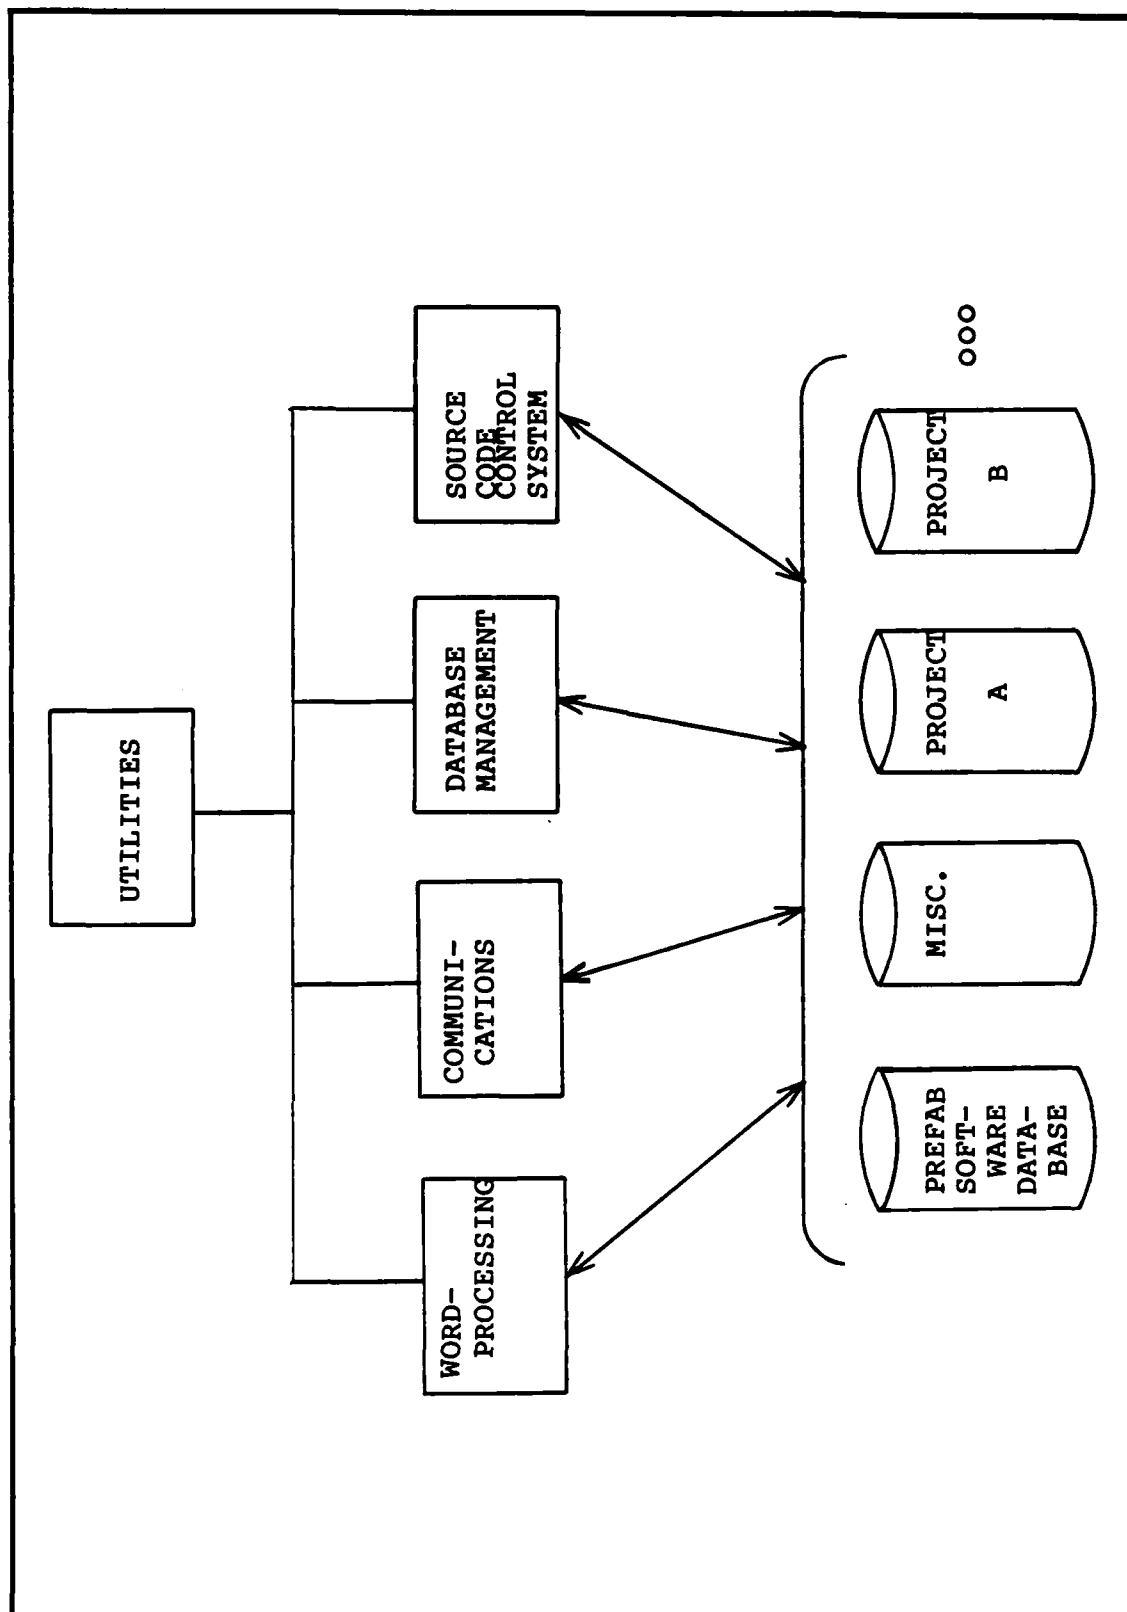 UTILITIES
WORD-
PROCESSING
COMMUNI-
CATIONS
DATABASE
MANAGEMENT
SOURCE
CODE
CONTROL
SYSTEM
PREFAB
SOFT-
WARE
DATA-
BASE
MISC.
PROJECT
A
PROJECT
B
ooo